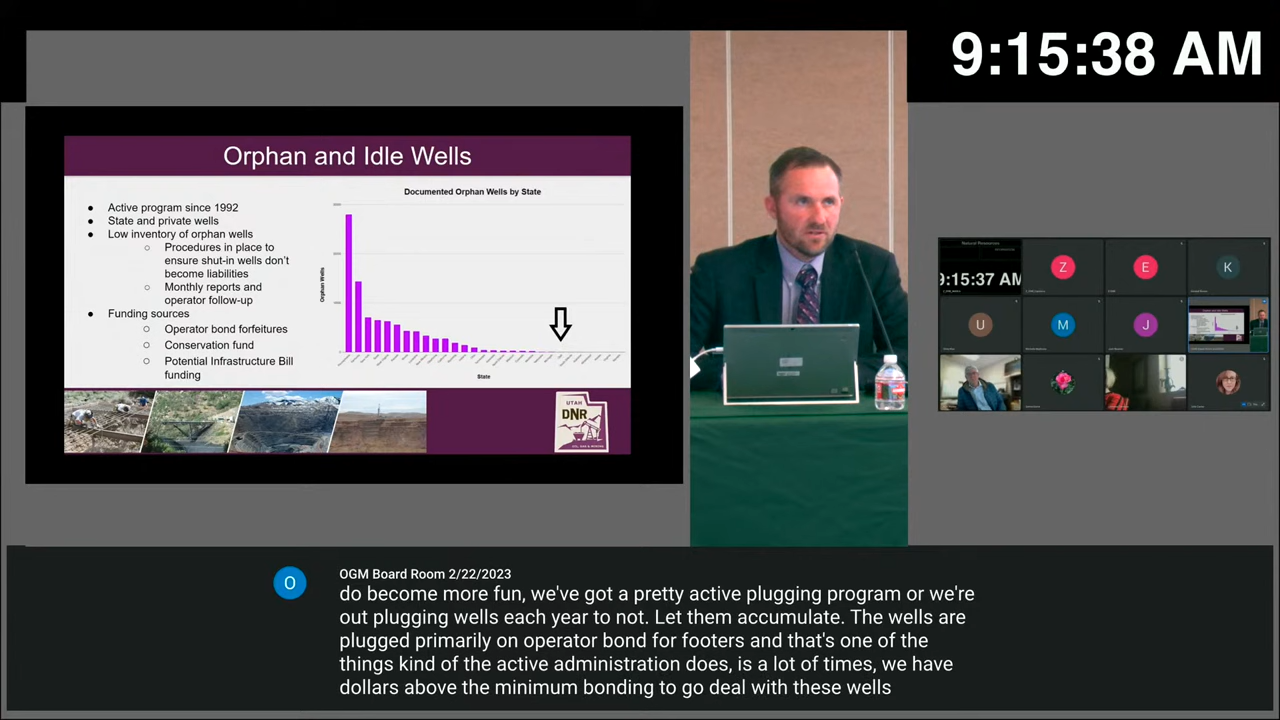 9:15:38 AM
Orphan and Idle Wells
● Active program since 1992
● State and private wells
● Low inventory of orphan wells
○ Procedures in place to
ensure shut-in wells don't
become liabilities
○ Monthly reports and
operator follow-up
● Funding sources
○ Operator bond forfeitures
○ Conservation fund
○ Potential Infrastructure Bill
funding
Documented Orphan Wells by State
Orphan Wells
State
UTAH
DNR
OIL, GAS & MINING
Natural Resources
9:15:37 AM
Z
E
K
U
M
J
O
OGM Board Room 2/22/2023
do become more fun, we've got a pretty active plugging program or we're
out plugging wells each year to not. Let them accumulate. The wells are
plugged primarily on operator bond for footers and that's one of the
things kind of the active administration does, is a lot of times, we have
dollars above the minimum bonding to go deal with these wells